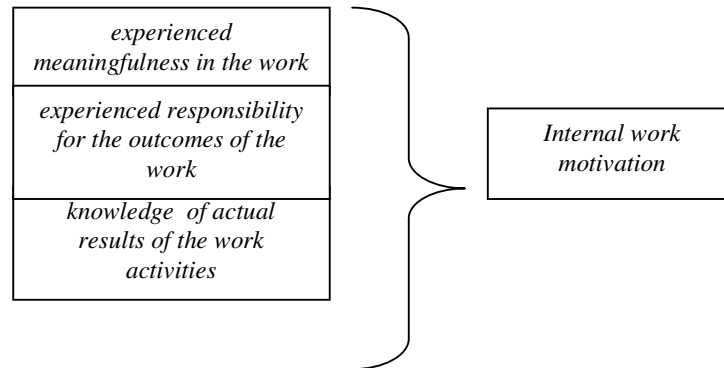 experienced
meaningfulness in the work
experienced responsibility
for the outcomes of the
work
knowledge of actual
results of the work
activities
Internal work
motivation